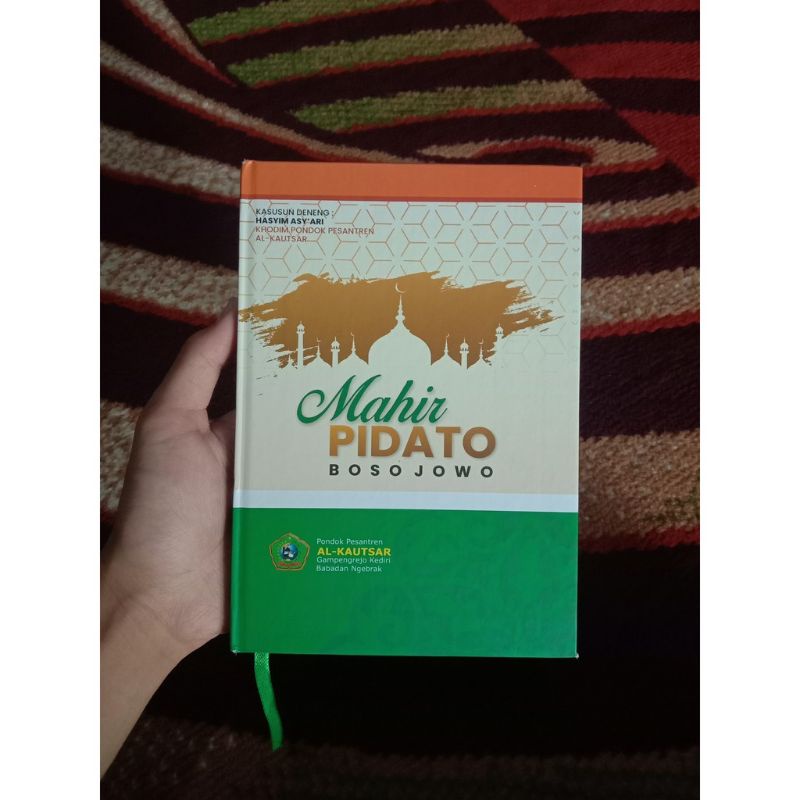 KASUSUN DENENG :
HASYIM ASY'ARI
KHODIM PONDOK PESANTREN
AL-KAUTSAR
Mahir
PIDATO
BOSO JOWO
Pondok Pesantren
AL-KAUTSAR
Gampengrejo Kediri
Babadan Ngebrak